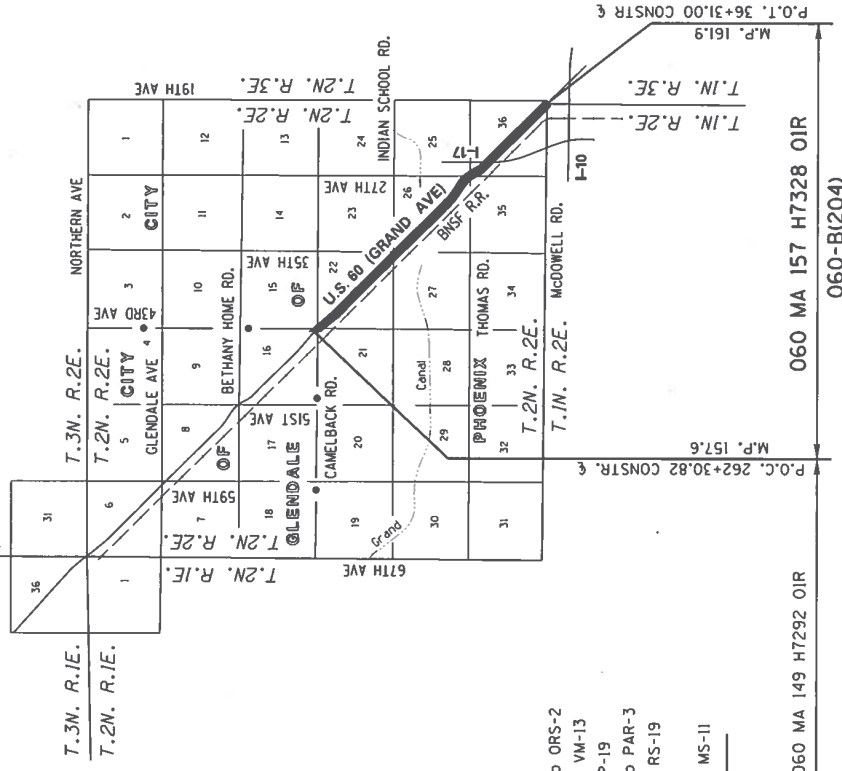 T.3N. R.1E.
T.2N. R.1E.
T.3N. R.2E.
T.2N. R.2E.
NORTHERN AVE
36
31
1
6
5
4
3
2
1
CITY
CITY
GLENDALE AVE
43RD AVE
19TH AVE
T.2N. R.3E.
T.2N. R.2E.
7
8
9
10
11
12
OF
BETHANY HOME RD.
59TH AVE
51ST AVE
35TH AVE
OF
18
17
16
15
14
13
GLENDALE
CAMELBACK RD.
T.2N. R.2E.
T.2N. R.1E.
67TH AVE
U.S. 60 (GRAND AVE)
BNSF R.R.
27TH AVE
INDIAN SCHOOL RD.
19
20
21
22
23
24
Grand
Canal
30
29
28
27
26
25
I-17
PHOENIX
THOMAS RD.
31
32
33
34
35
36
T.2N. R.2E.
T.1N. R.2E.
McDOWELL RD.
I-10
T.1N. R.3E.
T.1N. R.2E.
P.O.T. 36+31.00 CONSTR ℄
M.P. 161.9
M.P. 157.6
P.O.C. 262+30.82 CONSTR. ℄
060 MA 157 H7328 01R
060-B(204)
060 MA 149 H7292 01R
o ORS-2
VM-13
P-19
o PAR-3
RS-19
MS-11